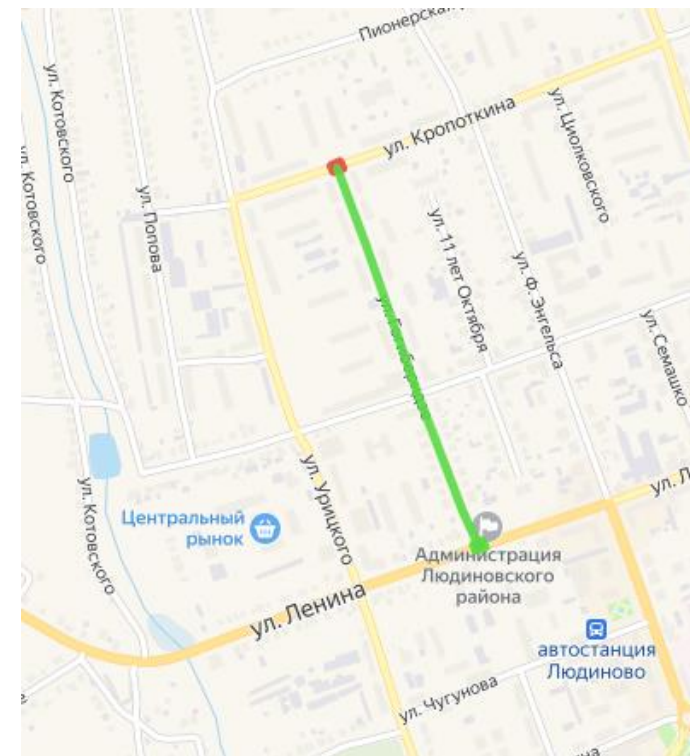 Пионерская
ул. Котовского
ул. Котовского
ул. Попова
ул. Кропоткина
ул. Циолковского
ул. 11 лет Октября
ул. Ф. Энгельса
ул. Семашко
ул. Урицкого
ул. Котовского
Центральный
рынок
ул. Л
ул. Ленина
Администрация
Людиновского
района
автостанция
Людиново
ул. Чугунова